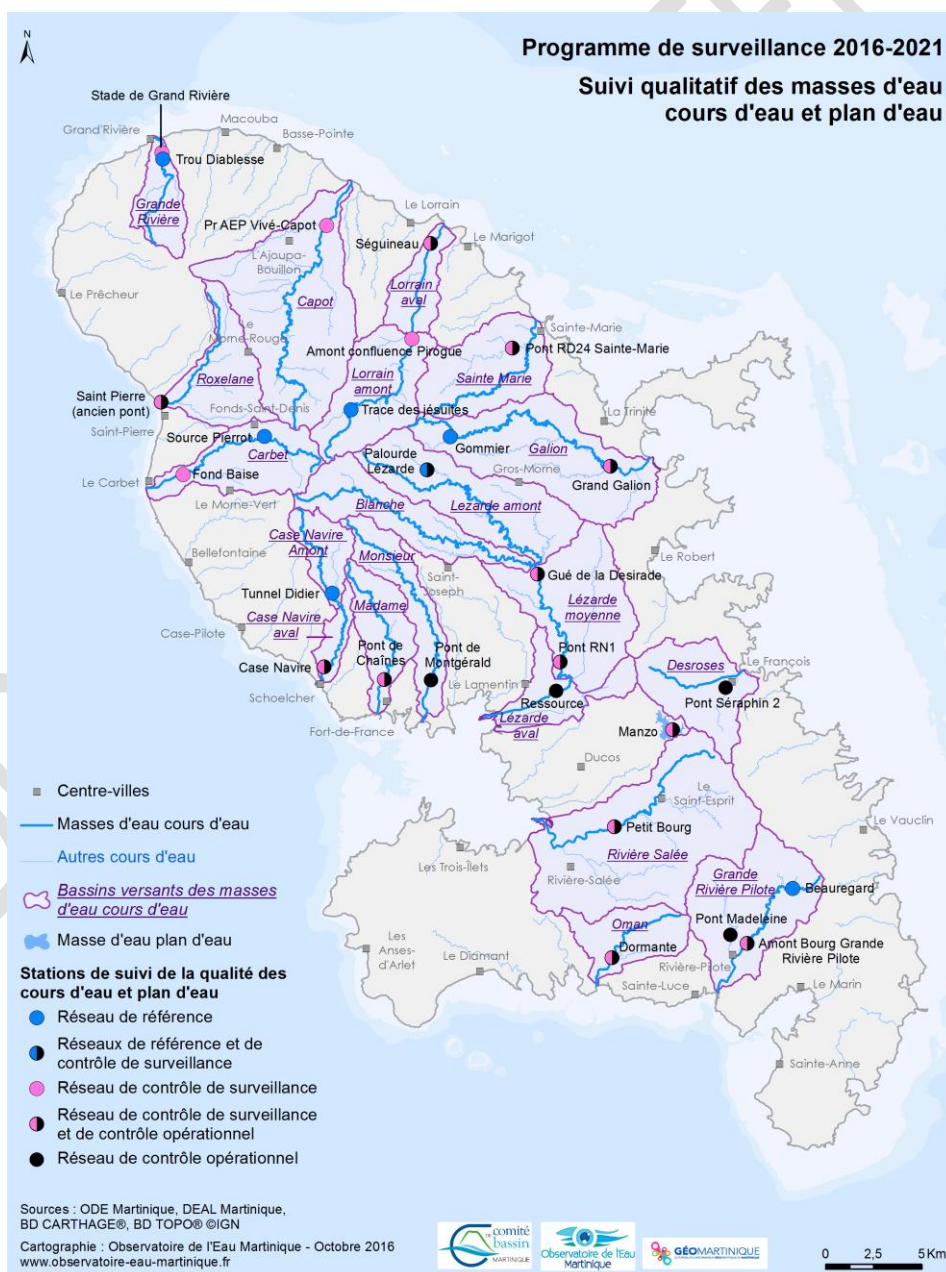 N
Programme de surveillance 2016-2021
Suivi qualitatif des masses d'eau
cours d'eau et plan d'eau
Stade de Grand Rivière
Grand'Rivière
Macouba
Basse-Pointe
Trou Diablesse
Grande
Rivière
Pr AEP Vivé-Capot
Le Lorrain
L'Ajoupa-
Bouillon
Séguineau
Le Marigot
Le Prêcheur
Capot
Lorrain
aval
Le
Morne-Rouge
Amont confluence Pirogue
Sainte-Marie
Pont RD24 Sainte-Marie
Roxelane
Lorrain
amont
Sainte Marie
Saint Pierre
(ancien pont)
Fonds-Saint-Denis
Trace des jésuites
La Trinité
Saint-Pierre
Source Pierrot
Carbet
Gommier
Galion
Palourde
Lézarde
Gros-Morne
Le Carbet
Fond Baise
Grand Galion
Le Morne-Vert
Blanche
Lezarde amont
Case Navire
Amont
Monsieur
Bellefontaine
Saint-
Joseph
Le Robert
Gué de la Desirade
Tunnel Didier
Madame
Lézarde
moyenne
Case Navire
aval
Case-Pilote
Pont de
Chaînes
Pont de
Montgérald
Pont RN1
Desroses
Le François
Case Navire
Schoelcher
Le Lamentin
Ressource
Pont Séraphin 2
Fort-de-France
Lézarde
aval
Manzo
Ducos
Le
Saint-Esprit
Petit Bourg
Le Vauclin
Les Trois-Îlets
Rivière Salée
Rivière-Salée
Grande
Rivière Pilote
Beauregard
Oman
Pont Madeleine
Les
Anses-
d'Arlet
Le Diamant
Dormante
Amont Bourg Grande
Rivière Pilote
Rivière-Pilote
Sainte-Luce
Le Marin
Sainte-Anne
Centre-villes
Masses d'eau cours d'eau
Autres cours d'eau
Bassins versants des masses
d'eau cours d'eau
Masse d'eau plan d'eau
Stations de suivi de la qualité des
cours d'eau et plan d'eau
Réseau de référence
Réseaux de référence et de
contrôle de surveillance
Réseau de contrôle de surveillance
Réseau de contrôle de surveillance
et de contrôle opérationnel
Réseau de contrôle opérationnel
Sources : ODE Martinique, DEAL Martinique,
BD CARTHAGE®, BD TOPO® ©IGN
Cartographie : Observatoire de l'Eau Martinique - Octobre 2016
www.observatoire-eau-martinique.fr
comité
bassin
MARTINIQUE
Observatoire de l'Eau
Martinique
GÉOMARTINIQUE
0 2,5 5 Km